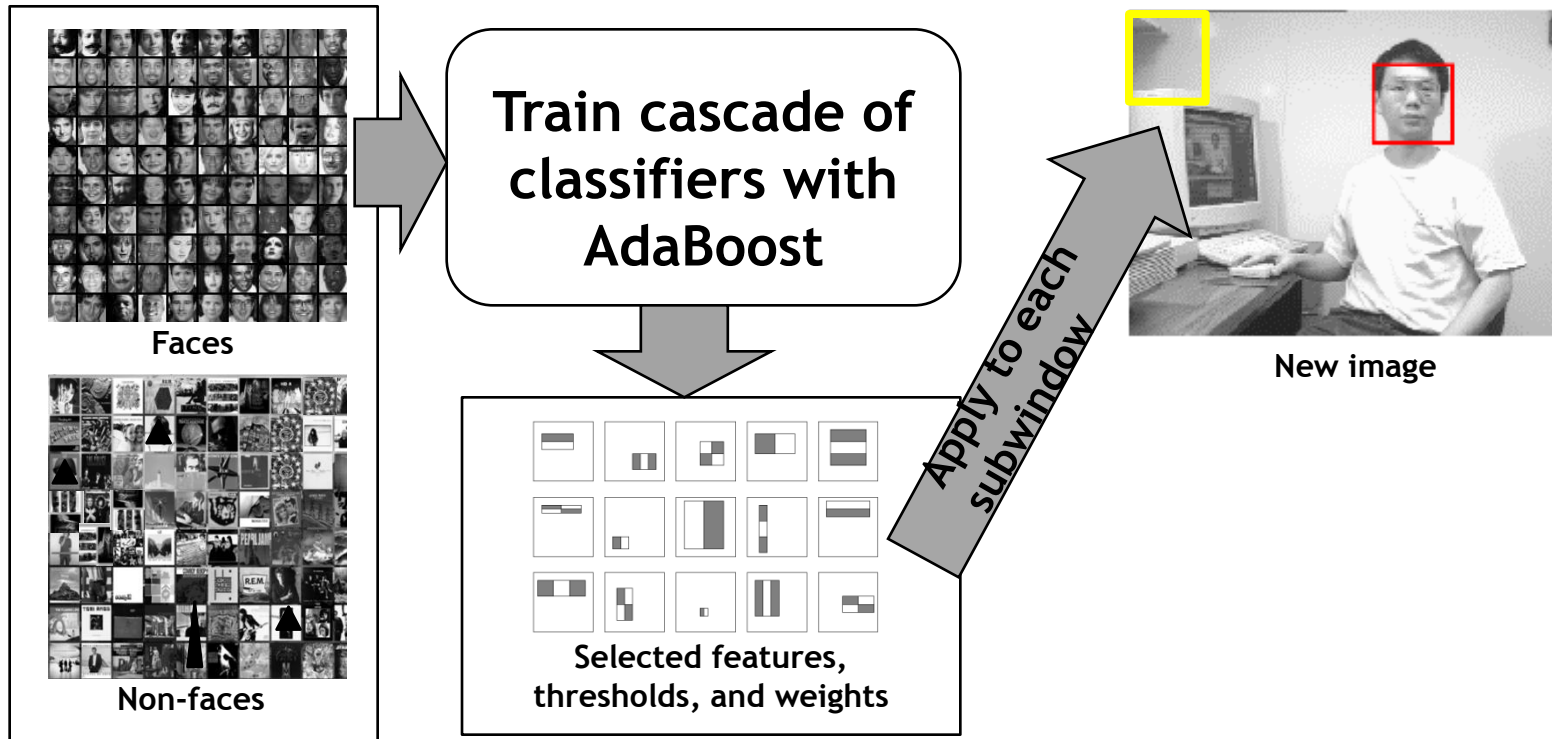 Faces
Non-faces
Train cascade of
classifiers with
AdaBoost
Selected features,
thresholds, and weights
Apply to each
subwindow
New image
R.E.M.